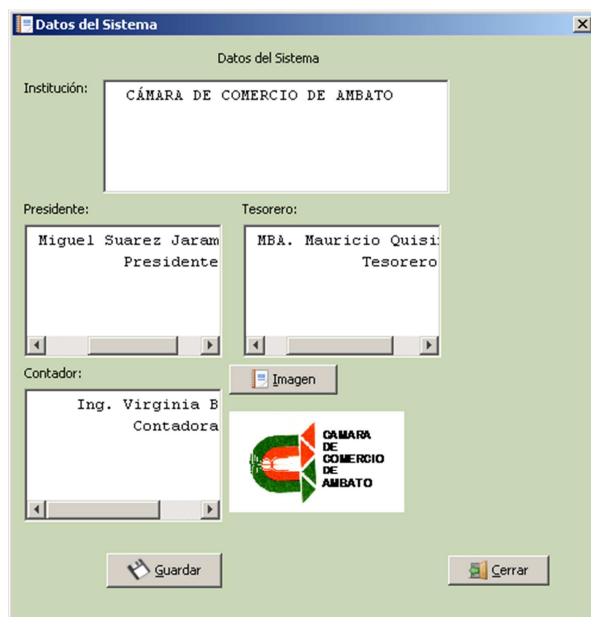 Datos del Sistema
Datos del Sistema
Institución:
CÁMARA DE COMERCIO DE AMBATO
Presidente:
Tesorero:
Miguel Suarez Jaram
Presidente
MBA. Mauricio Quisi
Tesorero
Contador:
Imagen
Ing. Virginia B
Contadora
CAMARA
DE
COMERCIO
DE
AMBATO
Guardar
Cerrar